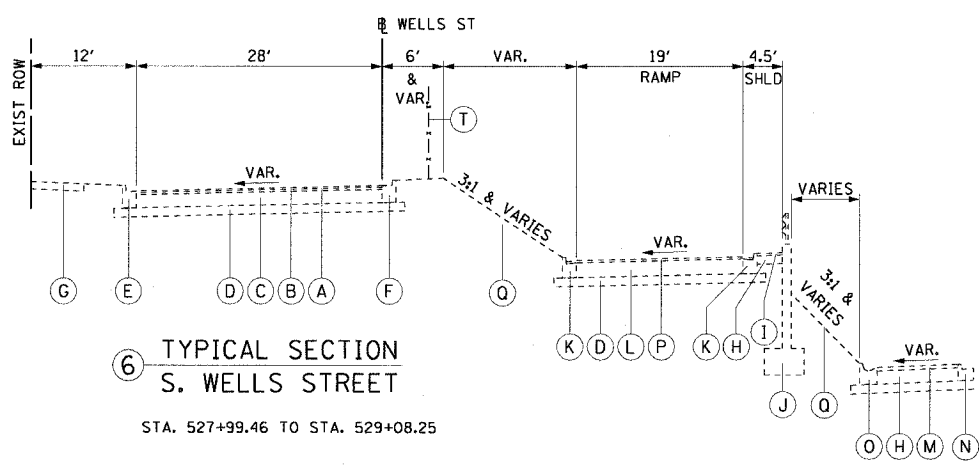 ℄ WELLS ST
EXIST ROW
12' 28' 6' & VAR. VAR. 19' RAMP 4.5' SHLD
T
VAR.
3:1 & VARIES
VAR.
VARIES
3:1 & VARIES
VAR.
G E D C B A F Q
K D L P K H I
J Q
O H M N
6 TYPICAL SECTION
S. WELLS STREET
STA. 527+99.46 TO STA. 529+08.25